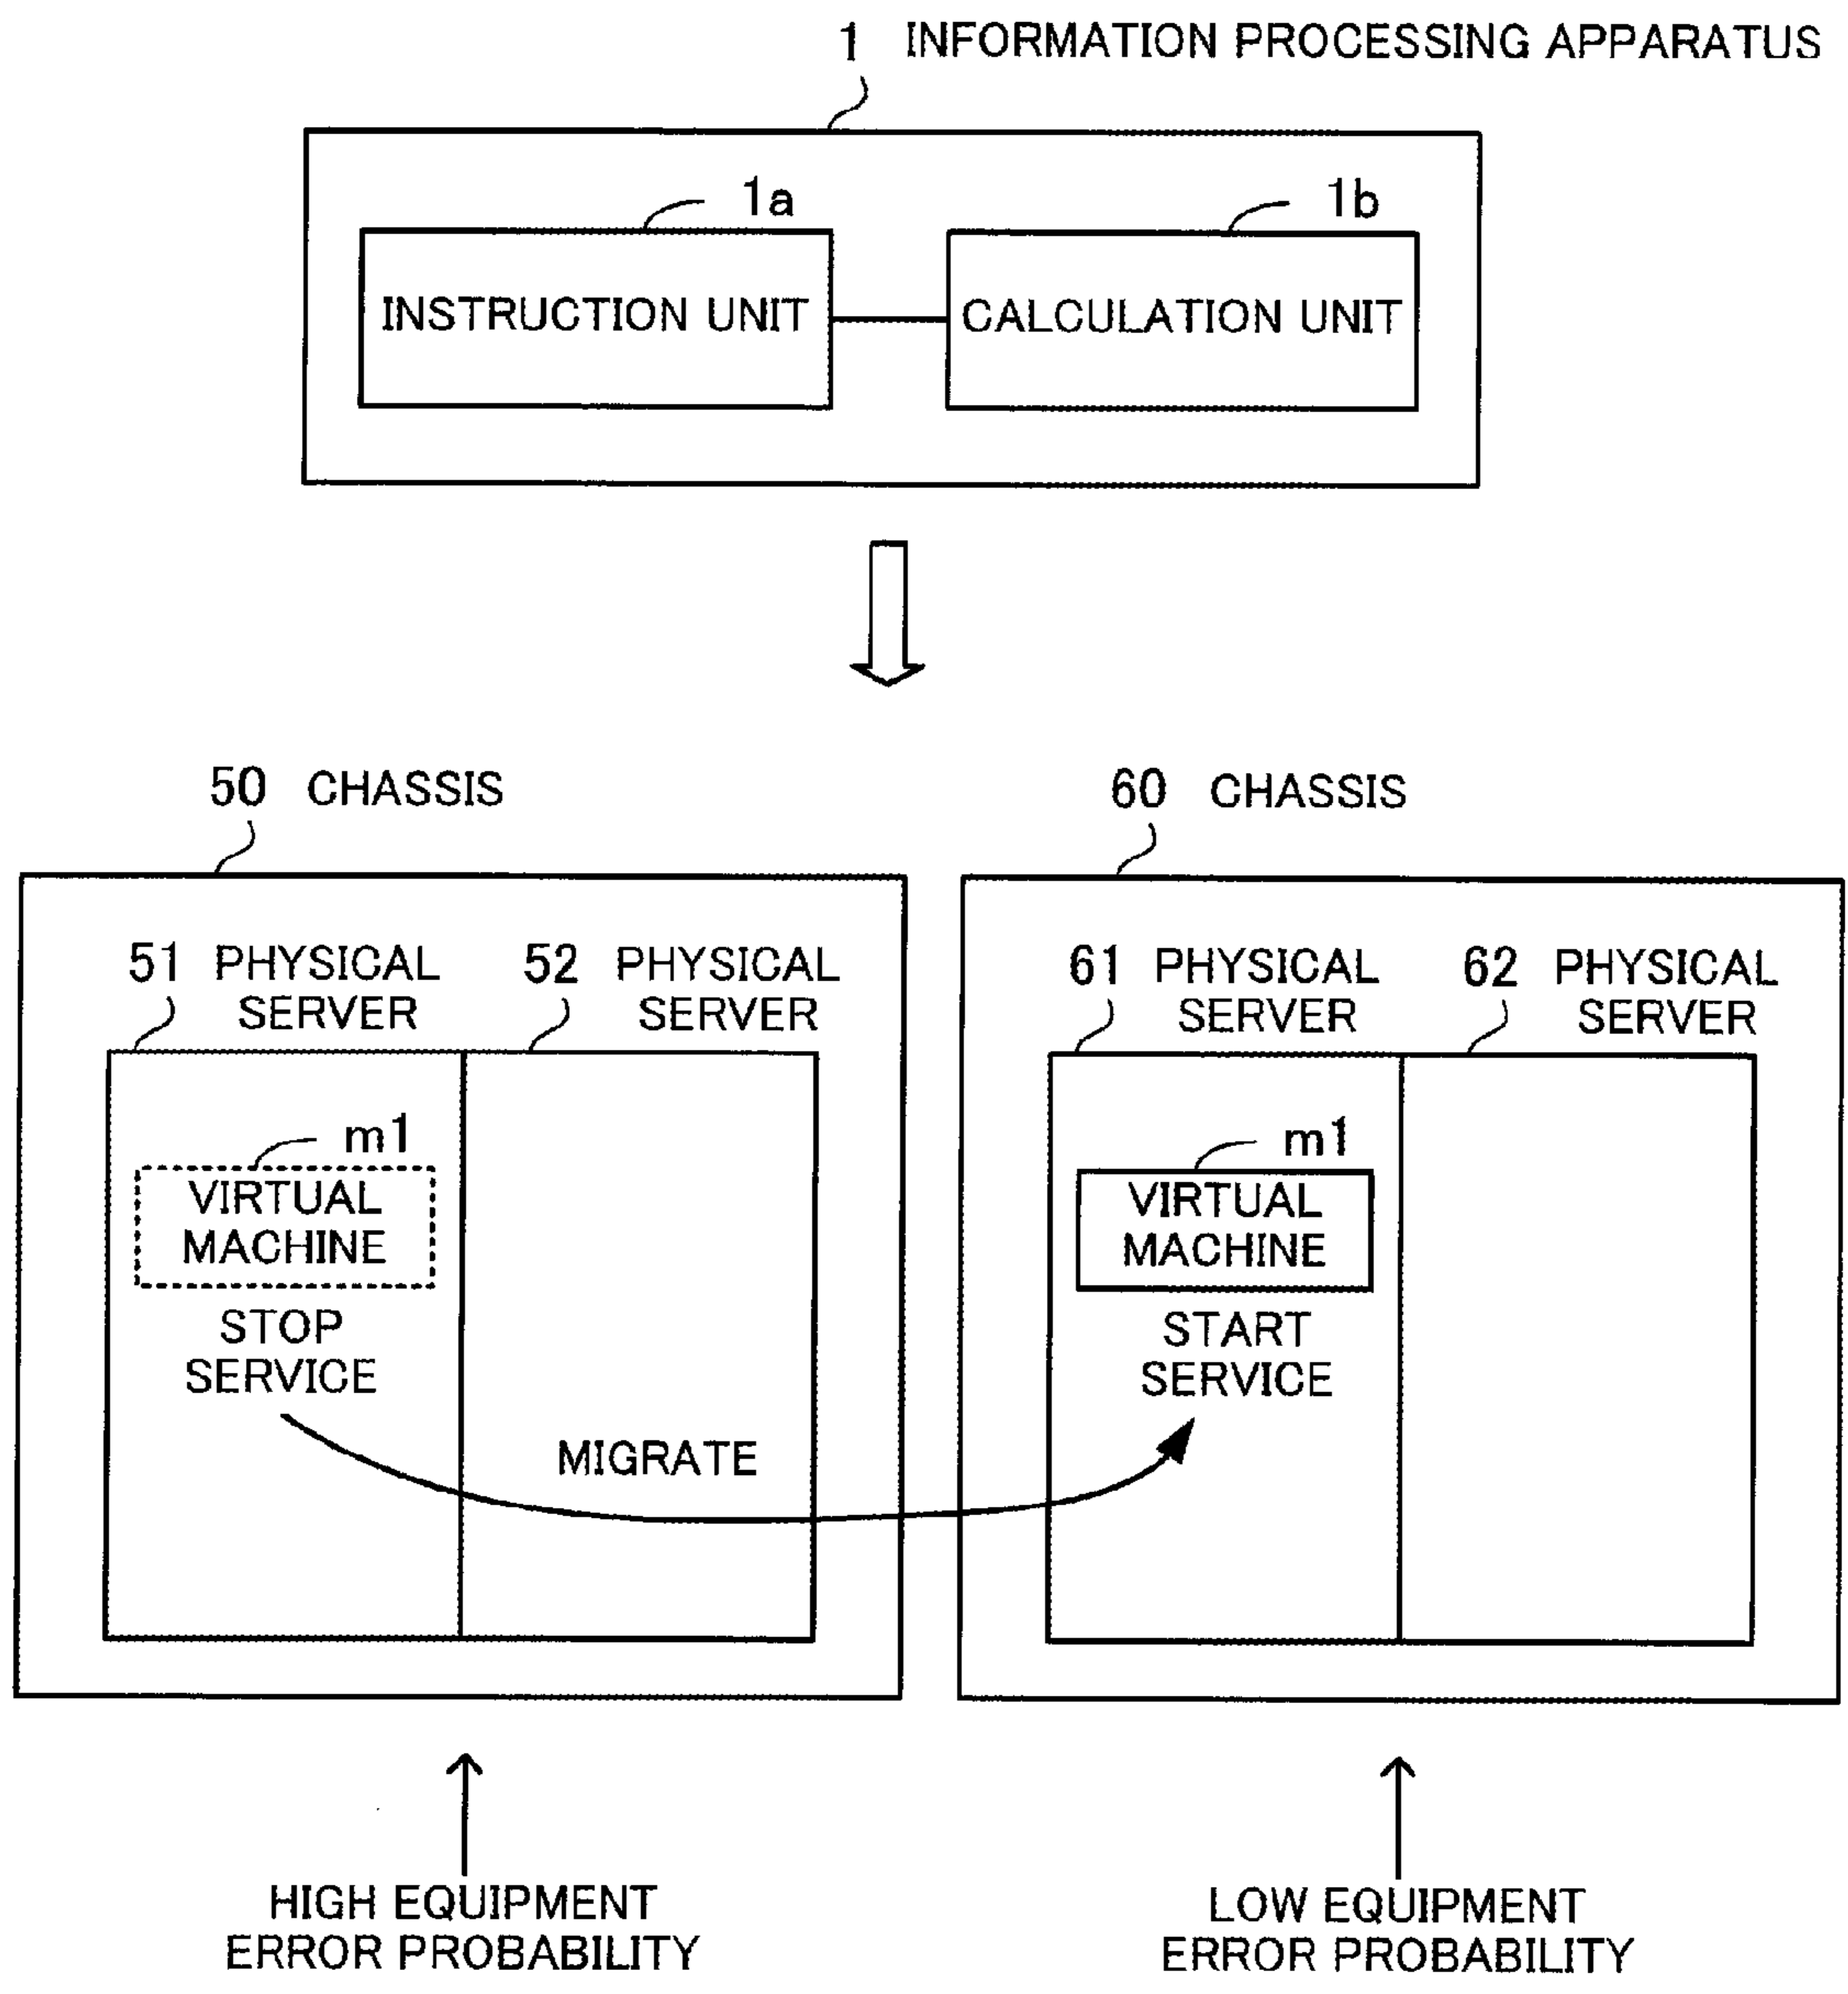 1 INFORMATION PROCESSING APPARATUS
1a
1b
INSTRUCTION UNIT
CALCULATION UNIT
50 CHASSIS
60 CHASSIS
51 PHYSICAL
SERVER
52 PHYSICAL
SERVER
61 PHYSICAL
SERVER
62 PHYSICAL
SERVER
m1
VIRTUAL
MACHINE
STOP
SERVICE
MIGRATE
m1
VIRTUAL
MACHINE
START
SERVICE
HIGH EQUIPMENT
ERROR PROBABILITY
LOW EQUIPMENT
ERROR PROBABILITY